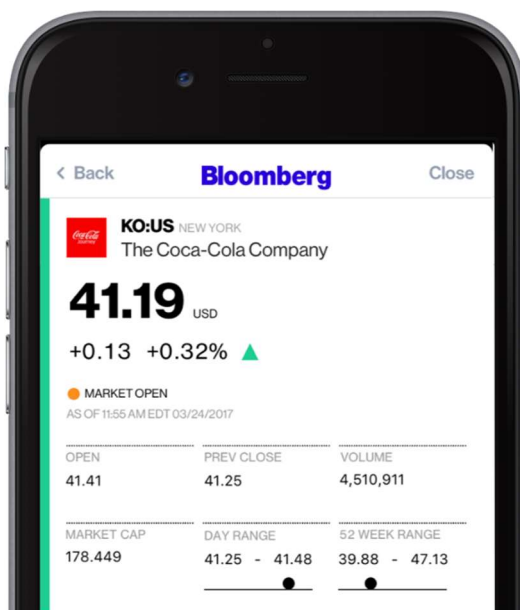 < Back
Bloomberg
Close
Coca-Cola
JOURNEY
KO:US NEW YORK
The Coca-Cola Company
41.19 USD
+0.13 +0.32% ▲
MARKET OPEN
AS OF 11:55 AM EDT 03/24/2017
OPEN
PREV CLOSE
VOLUME
41.41
41.25
4,510,911
MARKET CAP
DAY RANGE
52 WEEK RANGE
178.449
41.25 - 41.48
39.88 - 47.13